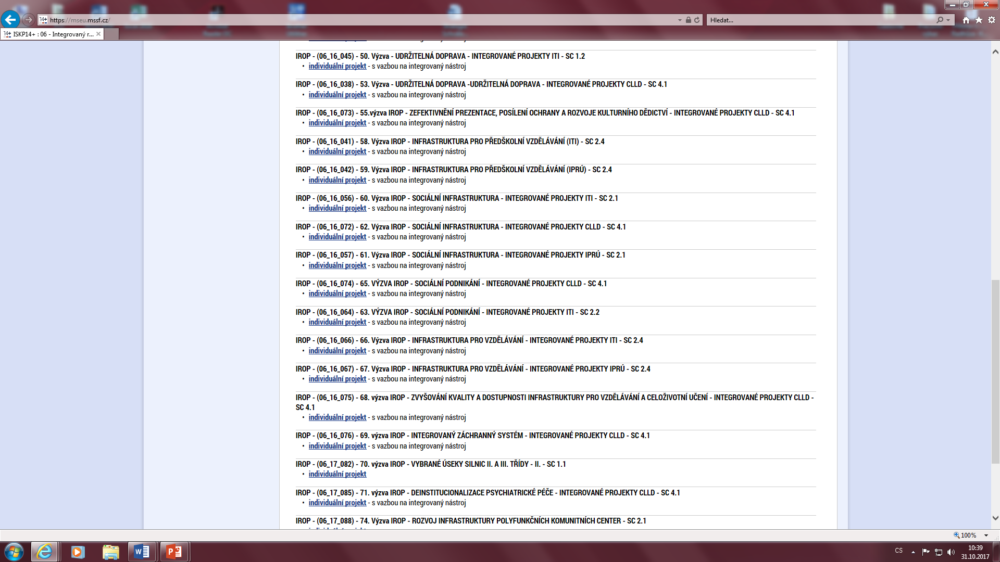 https://mseu.mssf.cz/
Hledat...
ISKP14+ : 06 - Integrovaný r...
IROP - (06_16_045) - 50. Výzva - UDRŽITELNÁ DOPRAVA - INTEGROVANÉ PROJEKTY ITI - SC 1.2
• individuální projekt - s vazbou na integrovaný nástroj
IROP - (06_16_038) - 53. Výzva - UDRŽITELNÁ DOPRAVA -UDRŽITELNÁ DOPRAVA - INTEGROVANÉ PROJEKTY CLLD - SC 4.1
• individuální projekt - s vazbou na integrovaný nástroj
IROP - (06_16_073) - 55.výzva IROP - ZEFEKTIVNĚNÍ PREZENTACE, POSÍLENÍ OCHRANY A ROZVOJE KULTURNÍHO DĚDICTVÍ - INTEGROVANÉ PROJEKTY CLLD - SC 4.1
• individuální projekt - s vazbou na integrovaný nástroj
IROP - (06_16_041) - 58. Výzva IROP - INFRASTRUKTURA PRO PŘEDŠKOLNÍ VZDĚLÁVÁNÍ (ITI) - SC 2.4
• individuální projekt - s vazbou na integrovaný nástroj
IROP - (06_16_042) - 59. Výzva IROP - INFRASTRUKTURA PRO PŘEDŠKOLNÍ VZDĚLÁVÁNÍ (IPRÚ) - SC 2.4
• individuální projekt - s vazbou na integrovaný nástroj
IROP - (06_16_056) - 60. Výzva IROP - SOCIÁLNÍ INFRASTRUKTURA - INTEGROVANÉ PROJEKTY ITI - SC 2.1
• individuální projekt - s vazbou na integrovaný nástroj
IROP - (06_16_072) - 62. Výzva IROP - SOCIÁLNÍ INFRASTRUKTURA - INTEGROVANÉ PROJEKTY CLLD - SC 4.1
• individuální projekt - s vazbou na integrovaný nástroj
IROP - (06_16_057) - 61. Výzva IROP - SOCIÁLNÍ INFRASTRUKTURA - INTEGROVANÉ PROJEKTY IPRÚ - SC 2.1
• individuální projekt - s vazbou na integrovaný nástroj
IROP - (06_16_074) - 65. VÝZVA IROP - SOCIÁLNÍ PODNIKÁNÍ - INTEGROVANÉ PROJEKTY CLLD - SC 4.1
• individuální projekt - s vazbou na integrovaný nástroj
IROP - (06_16_064) - 63. VÝZVA IROP - SOCIÁLNÍ PODNIKÁNÍ - INTEGROVANÉ PROJEKTY ITI - SC 2.2
• individuální projekt - s vazbou na integrovaný nástroj
IROP - (06_16_066) - 66. Výzva IROP - INFRASTRUKTURA PRO VZDĚLÁVÁNÍ - INTEGROVANÉ PROJEKTY ITI - SC 2.4
• individuální projekt - s vazbou na integrovaný nástroj
IROP - (06_16_067) - 67. Výzva IROP - INFRASTRUKTURA PRO VZDĚLÁVÁNÍ - INTEGROVANÉ PROJEKTY IPRÚ - SC 2.4
• individuální projekt - s vazbou na integrovaný nástroj
IROP - (06_16_075) - 68. výzva IROP - ZVYŠOVÁNÍ KVALITY A DOSTUPNOSTI INFRASTRUKTURY PRO VZDĚLÁVÁNÍ A CELOŽIVOTNÍ UČENÍ - INTEGROVANÉ PROJEKTY CLLD -
SC 4.1
• individuální projekt - s vazbou na integrovaný nástroj
IROP - (06_16_076) - 69. výzva IROP - INTEGROVANÝ ZÁCHRANNÝ SYSTÉM - INTEGROVANÉ PROJEKTY CLLD - SC 4.1
• individuální projekt - s vazbou na integrovaný nástroj
IROP - (06_17_082) - 70. výzva IROP - VYBRANÉ ÚSEKY SILNIC II. A III. TŘÍDY - II. - SC 1.1
• individuální projekt
IROP - (06_17_085) - 71. výzva IROP - DEINSTITUCIONALIZACE PSYCHIATRICKÉ PÉČE - INTEGROVANÉ PROJEKTY CLLD - SC 4.1
• individuální projekt - s vazbou na integrovaný nástroj
IROP - (06_17_088) - 74. Výzva IROP - ROZVOJ INFRASTRUKTURY POLYFUNKČNÍCH KOMUNITNÍCH CENTER - SC 2.1
100%
CS
10:39
31.10.2017